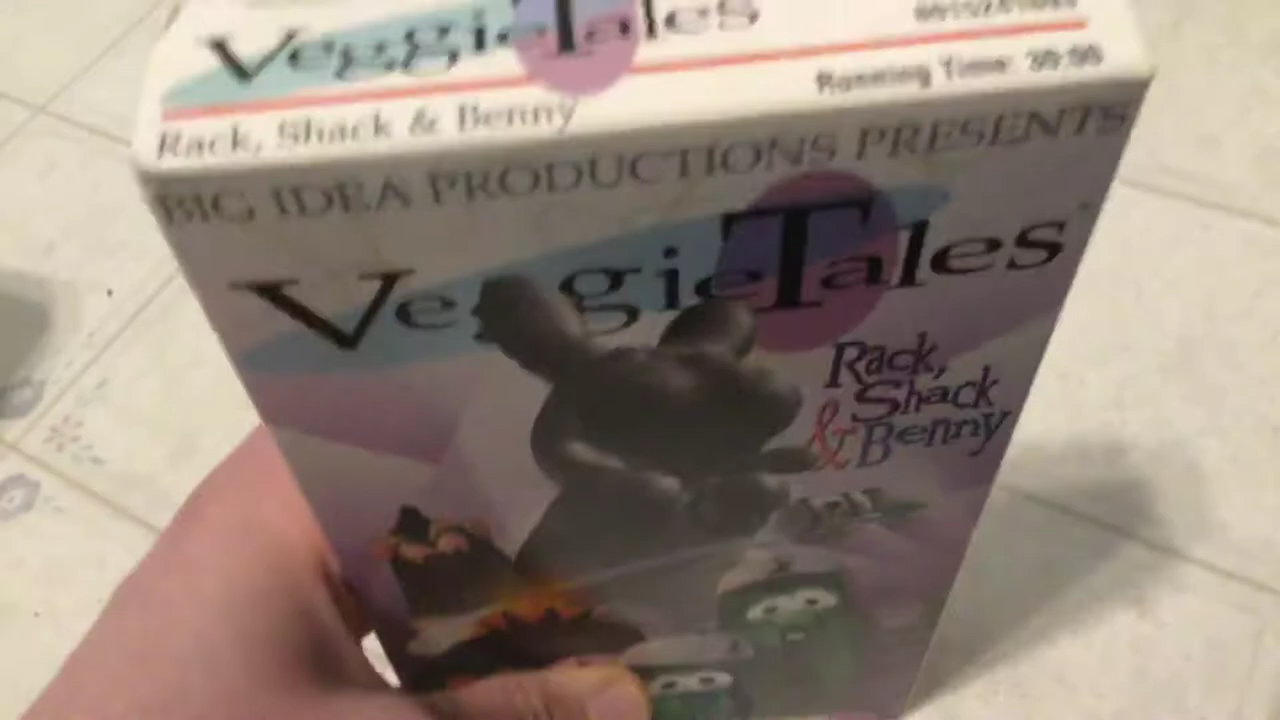 VeggieTales
Running Time: 30:00
Rack, Shack & Benny
BIG IDEA PRODUCTIONS PRESENTS
VeggieTales
Rack,
Shack
& Benny